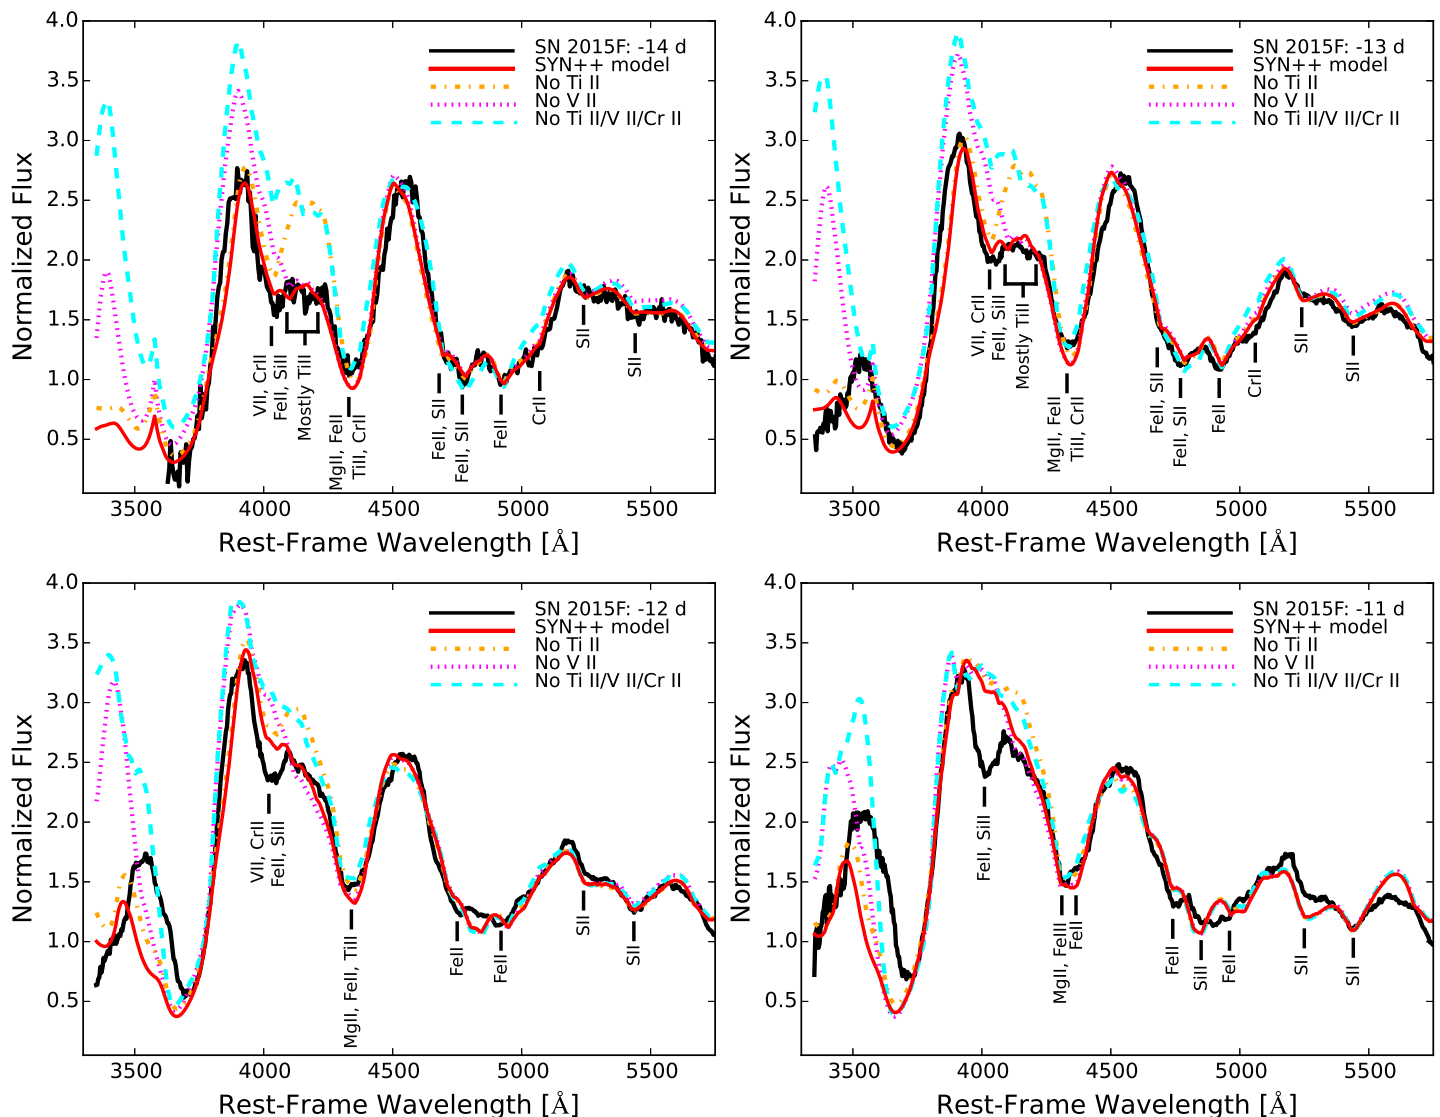 4.0
3.5
3.0
2.5
2.0
1.5
1.0
0.5
Normalized Flux
SN 2015F: -14 d
SYN++ model
No Ti II
No V II
No Ti II/V II/Cr II
VII, CrII
FeII, SiII
Mostly TiII
MgII, FeII
TiII, CrII
FeII, SII
FeII, SII
FeII
CrII
SII
SII
3500 4000 4500 5000 5500
Rest-Frame Wavelength [Å]
4.0
3.5
3.0
2.5
2.0
1.5
1.0
0.5
Normalized Flux
SN 2015F: -13 d
SYN++ model
No Ti II
No V II
No Ti II/V II/Cr II
VII, CrII
FeII, SiII
Mostly TiII
MgII, FeII
TiII, CrII
FeII, SII
FeII, SII
FeII
CrII
SII
SII
3500 4000 4500 5000 5500
Rest-Frame Wavelength [Å]
4.0
3.5
3.0
2.5
2.0
1.5
1.0
0.5
Normalized Flux
SN 2015F: -12 d
SYN++ model
No Ti II
No V II
No Ti II/V II/Cr II
VII, CrII
FeII, SiII
MgII, FeII, TiII
FeII
FeII
SII
SII
3500 4000 4500 5000 5500
Rest-Frame Wavelength [Å]
4.0
3.5
3.0
2.5
2.0
1.5
1.0
0.5
Normalized Flux
SN 2015F: -11 d
SYN++ model
No Ti II
No V II
No Ti II/V II/Cr II
FeII, SiII
MgII, FeIII
FeII
FeII
SiII
FeII
SII
SII
3500 4000 4500 5000 5500
Rest-Frame Wavelength [Å]